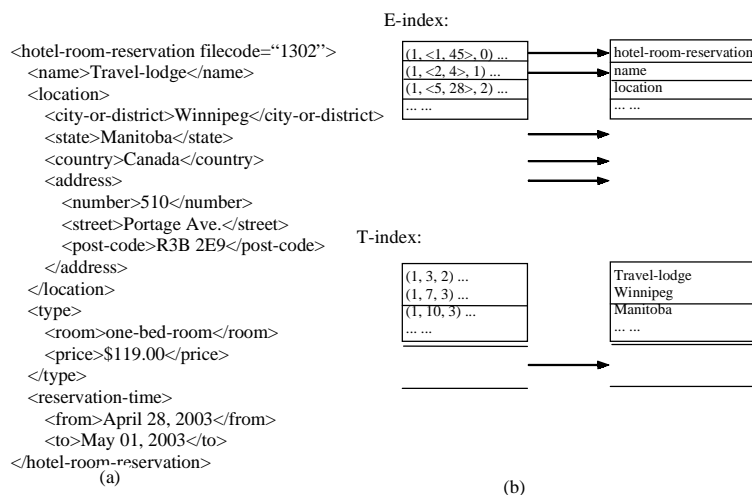 <hotel-room-reservation filecode=“1302”>
<name>Travel-lodge</name>
<location>
<city-or-district>Winnipeg</city-or-district>
<state>Manitoba</state>
<country>Canada</country>
<address>
<number>510</number>
<street>Portage Ave.</street>
<post-code>R3B 2E9</post-code>
</address>
</location>
<type>
<room>one-bed-room</room>
<price>$119.00</price>
</type>
<reservation-time>
<from>April 28, 2003</from>
<to>May 01, 2003</to>
</hotel-room-reservation>
(a)
E-index:
(1, <1, 45>, 0) ...
hotel-room-reservation
(1, <2, 4>, 1) ...
name
(1, <5, 28>, 2) ...
location
... ...
... ...
T-index:
(1, 3, 2) ...
Travel-lodge
(1, 7, 3) ...
Winnipeg
(1, 10, 3) ...
Manitoba
... ...
... ...
(b)